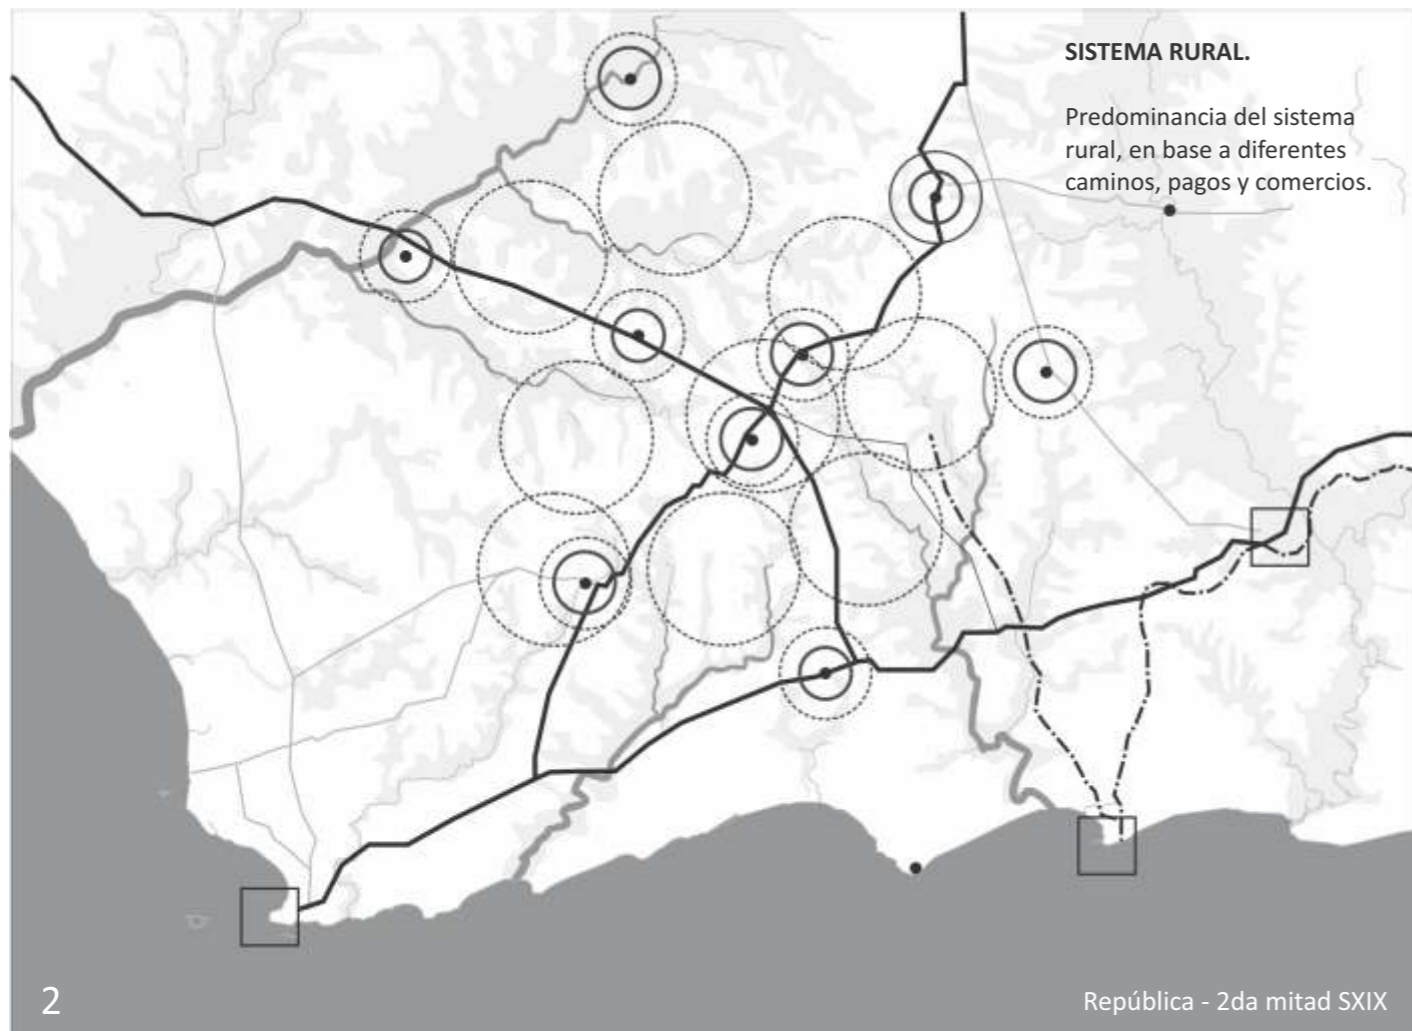 SISTEMA RURAL.
Predominancia del sistema
rural, en base a diferentes
caminos, pagos y comercios.
2
República - 2da mitad SXIX